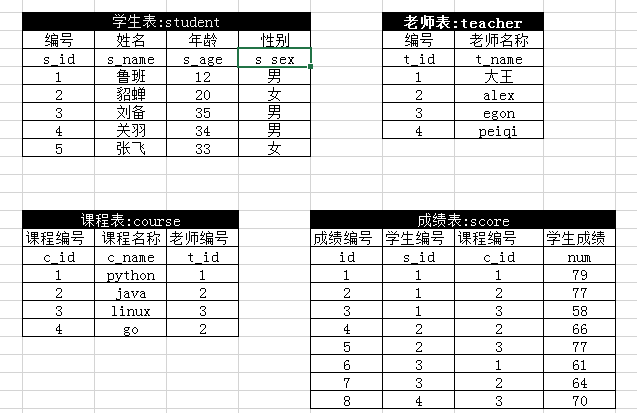 学生表:student
编号 姓名 年龄 性别
s_id s_name s_age s_sex
1 鲁班 12 男
2 貂蝉 20 女
3 刘备 35 男
4 关羽 34 男
5 张飞 33 女
老师表:teacher
编号 老师名称
t_id t_name
1 大王
2 alex
3 egon
4 peiqi
课程表:course
课程编号 课程名称 老师编号
c_id c_name t_id
1 python 1
2 java 2
3 linux 3
4 go 2
成绩表:score
成绩编号 学生编号 课程编号 学生成绩
id s_id c_id num
1 1 1 79
2 1 2 77
3 1 3 58
4 2 2 66
5 2 3 77
6 3 1 61
7 3 2 64
8 4 3 70